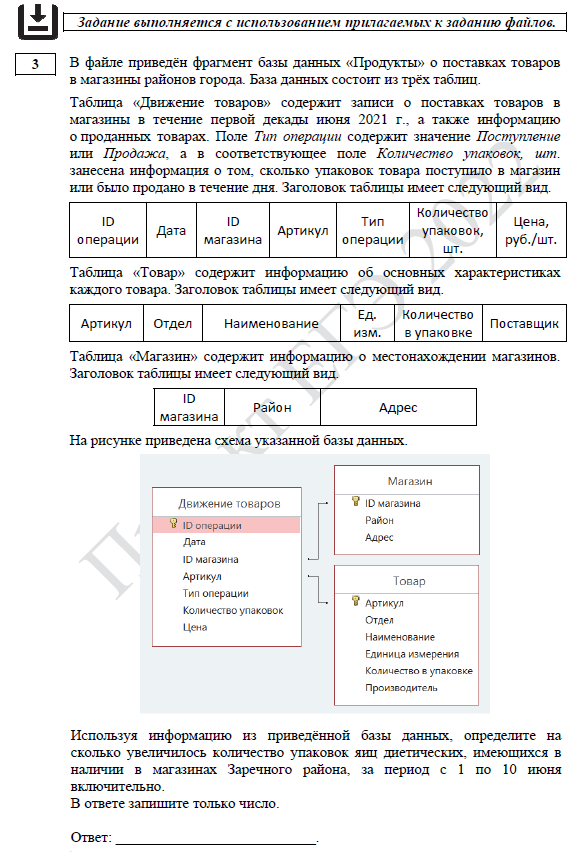 Задание выполняется с использованием прилагаемых к заданию файлов.
3
В файле приведён фрагмент базы данных «Продукты» о поставках товаров
в магазины районов города. База данных состоит из трёх таблиц.
Таблица «Движение товаров» содержит записи о поставках товаров в
магазины в течение первой декады июня 2021 г., а также информацию
о проданных товарах. Поле Тип операции содержит значение Поступление
или Продажа, а в соответствующее поле Количество упаковок, шт.
занесена информация о том, сколько упаковок товара поступило в магазин
или было продано в течение дня. Заголовок таблицы имеет следующий вид.
ID операции
Дата
ID магазина
Артикул
Тип операции
Количество упаковок, шт.
Цена, руб./шт.
Таблица «Товар» содержит информацию об основных характеристиках
каждого товара. Заголовок таблицы имеет следующий вид.
Артикул
Отдел
Наименование
Ед. изм.
Количество в упаковке
Поставщик
Таблица «Магазин» содержит информацию о местонахождении магазинов.
Заголовок таблицы имеет следующий вид.
ID магазина
Район
Адрес
На рисунке приведена схема указанной базы данных.
Движение товаров
ID операции
Дата
ID магазина
Артикул
Тип операции
Количество упаковок
Цена
Магазин
ID магазина
Район
Адрес
Товар
Артикул
Отдел
Наименование
Единица измерения
Количество в упаковке
Производитель
Используя информацию из приведённой базы данных, определите на
сколько увеличилось количество упаковок яиц диетических, имеющихся в
наличии в магазинах Заречного района, за период с 1 по 10 июня
включительно.
В ответе запишите только число.
Ответ: ___________________________.
Проект ЕГЭ 2022